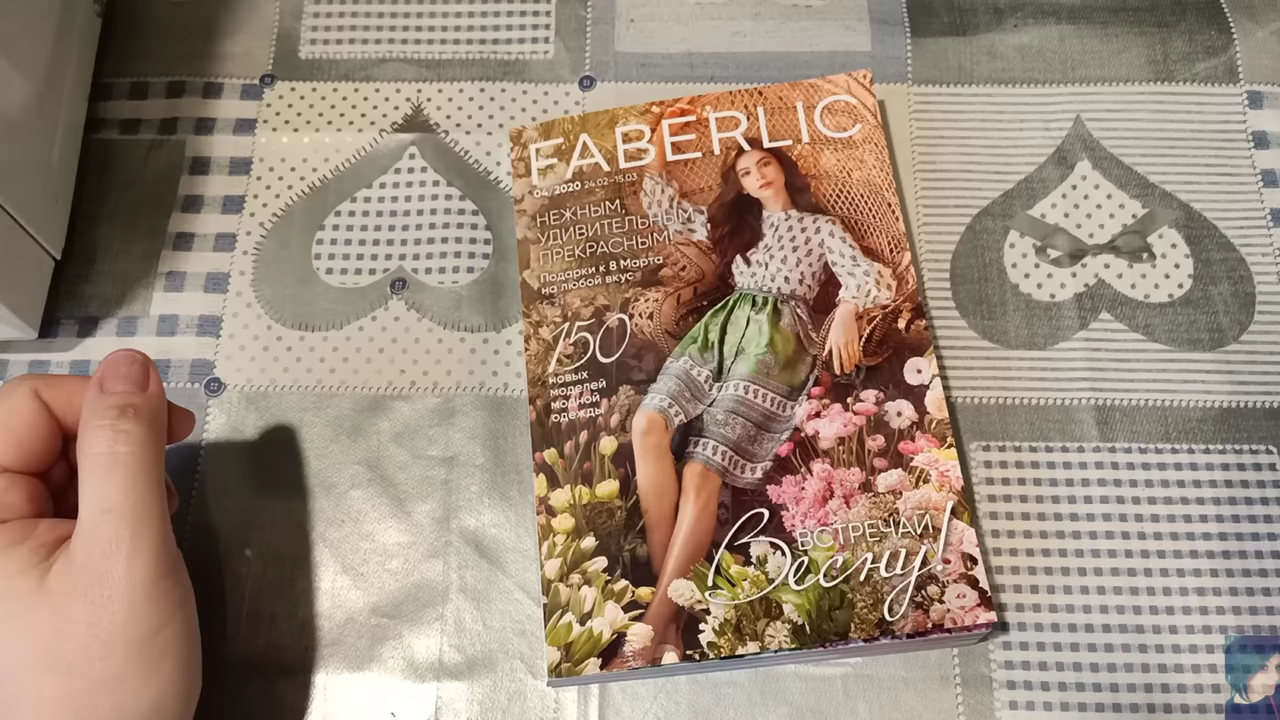 FABERLIC
04/2020 24.02–15.03
НЕЖНЫМ,
УДИВИТЕЛЬНЫМ,
ПРЕКРАСНЫМ!
Подарки к 8 Марта
на любой вкус
150
новых
моделей
модной
одежды
ВСТРЕЧАЙ
Весну!